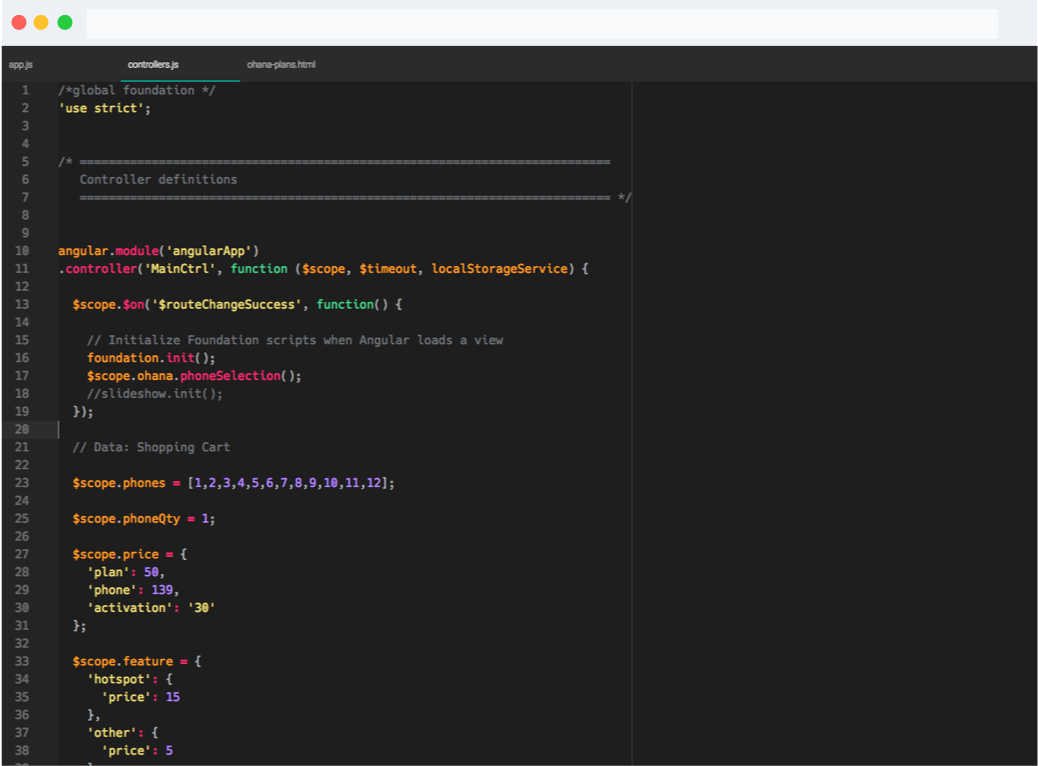 app.js controllers.js ohana-plans.html
1 /*global foundation */
2 'use strict';
3
4
5 /* ==========================================================================
6 Controller definitions
7 ========================================================================== */
8
9
10 angular.module('angularApp')
11 .controller('MainCtrl', function ($scope, $timeout, localStorageService) {
12
13 $scope.$on('$routeChangeSuccess', function() {
14
15 // Initialize Foundation scripts when Angular loads a view
16 foundation.init();
17 $scope.ohana.phoneSelection();
18 //slideshow.init();
19 });
20
21 // Data: Shopping Cart
22
23 $scope.phones = [1,2,3,4,5,6,7,8,9,10,11,12];
24
25 $scope.phoneQty = 1;
26
27 $scope.price = {
28 'plan': 50,
29 'phone': 139,
30 'activation': '30'
31 };
32
33 $scope.feature = {
34 'hotspot': {
35 'price': 15
36 },
37 'other': {
38 'price': 5